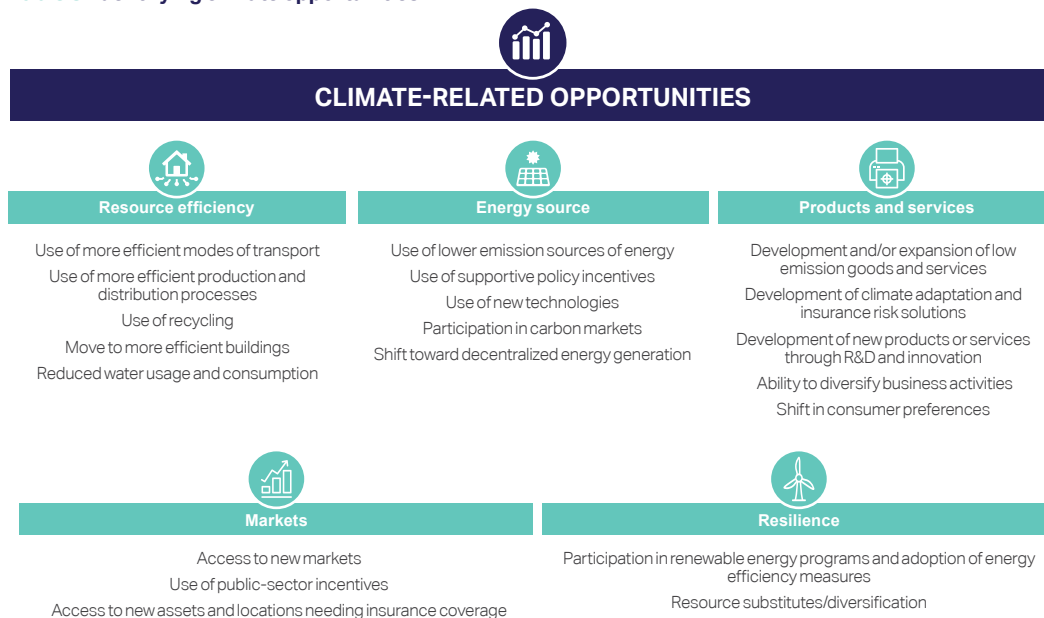 climate opportunities
CLIMATE-RELATED OPPORTUNITIES
Resource efficiency
Use of more efficient modes of transport
Use of more efficient production and
distribution processes
Use of recycling
Move to more efficient buildings
Reduced water usage and consumption
Energy source
Use of lower emission sources of energy
Use of supportive policy incentives
Use of new technologies
Participation in carbon markets
Shift toward decentralized energy generation
Products and services
Development and/or expansion of low
emission goods and services
Development of climate adaptation and
insurance risk solutions
Development of new products or services
through R&D and innovation
Ability to diversify business activities
Shift in consumer preferences
Markets
Access to new markets
Use of public-sector incentives
Access to new assets and locations needing insurance coverage
Resilience
Participation in renewable energy programs and adoption of energy
efficiency measures
Resource substitutes/diversification